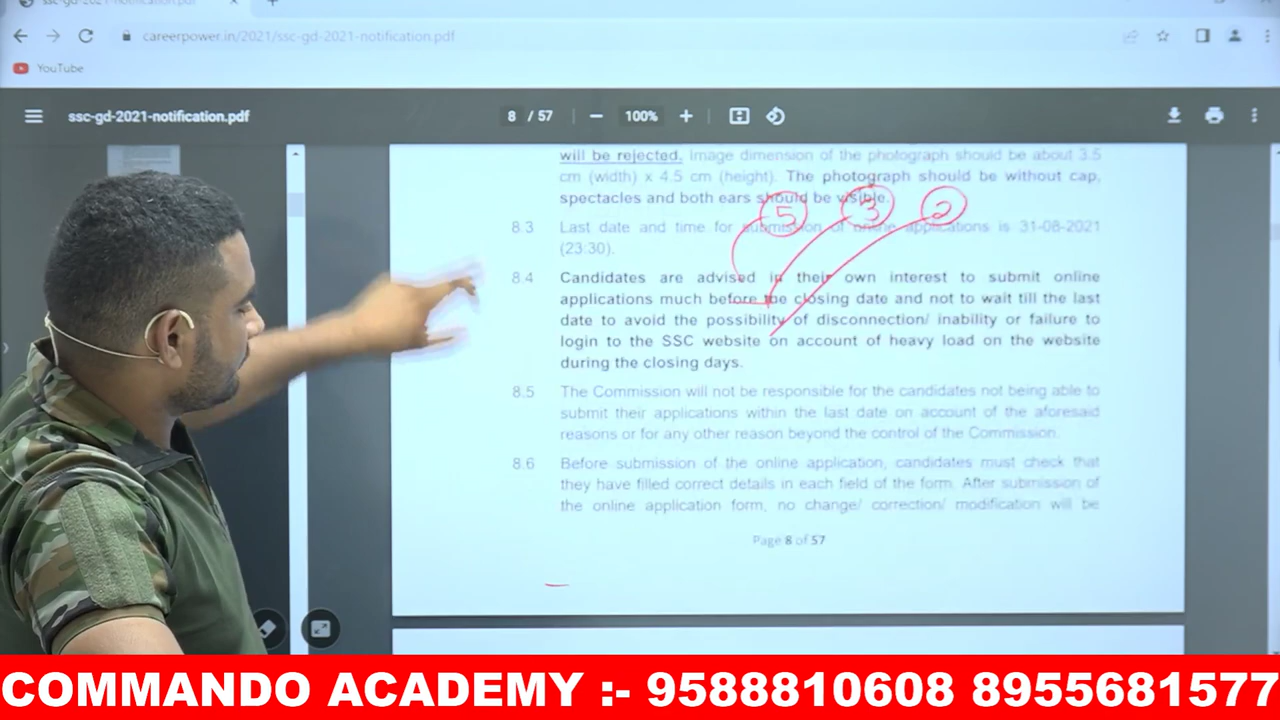 ssc-gd-2021-notification.pdf
careerpower.in/2021/ssc-gd-2021-notification.pdf
YouTube
ssc-gd-2021-notification.pdf
8 / 57
100%
will be rejected. Image dimension of the photograph should be about 3.5
cm (width) x 4.5 cm (height). The photograph should be without cap,
spectacles and both ears should be visible.
5 3 2
8.3 Last date and time for submission of online applications is 31-08-2021
(23:30).
8.4 Candidates are advised in their own interest to submit online
applications much before the closing date and not to wait till the last
date to avoid the possibility of disconnection/ inability or failure to
login to the SSC website on account of heavy load on the website
during the closing days.
8.5 The Commission will not be responsible for the candidates not being able to
submit their applications within the last date on account of the aforesaid
reasons or for any other reason beyond the control of the Commission.
8.6 Before submission of the online application, candidates must check that
they have filled correct details in each field of the form. After submission of
the online application form, no change/ correction/ modification will be
Page 8 of 57
COMMANDO ACADEMY :- 9588810608 8955681577